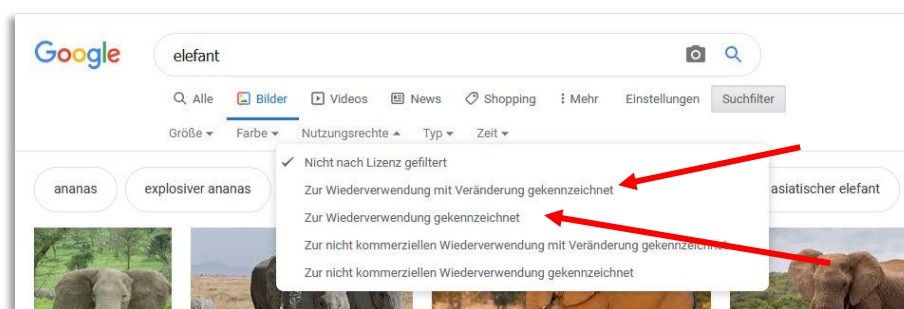 Google elefant
Alle Bilder Videos News Shopping Mehr Einstellungen Suchfilter
Größe Farbe Nutzungsrechte Typ Zeit
Nicht nach Lizenz gefiltert
Zur Wiederverwendung mit Veränderung gekennzeichnet
Zur Wiederverwendung gekennzeichnet
Zur nicht kommerziellen Wiederverwendung mit Veränderung gekennzeichnet
Zur nicht kommerziellen Wiederverwendung gekennzeichnet
ananas explosiver ananas asiatischer elefant